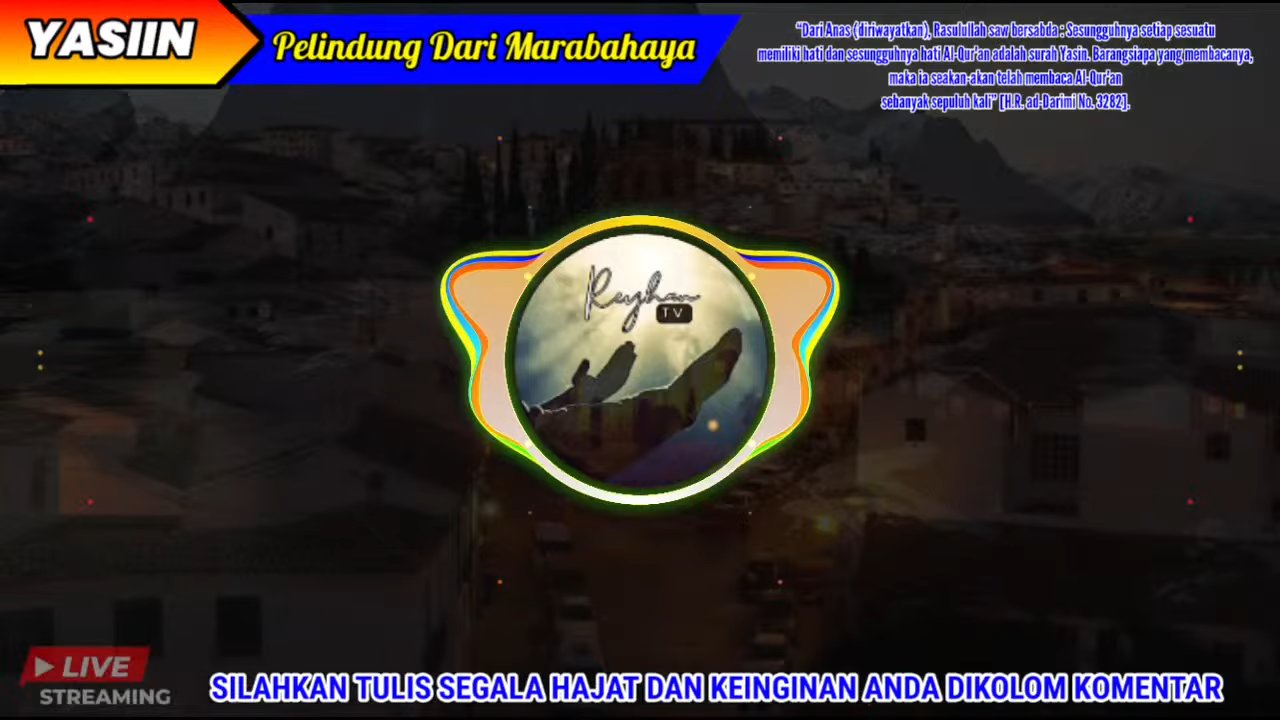 YASIIN
Pelindung Dari Marabahaya
"Dari Anas (diriwayatkan), Rasulullah saw bersabda : Sesungguhnya setiap sesuatu
memiliki hati dan sesungguhnya hati Al-Qur'an adalah surah Yasin. Barangsiapa yang membacanya,
maka ia seakan-akan telah membaca Al-Qur'an
sebanyak sepuluh kali" [H.R. ad-Darimi No. 3282].
Reyhan
TV
LIVE
STREAMING
SILAHKAN TULIS SEGALA HAJAT DAN KEINGINAN ANDA DIKOLOM KOMENTAR